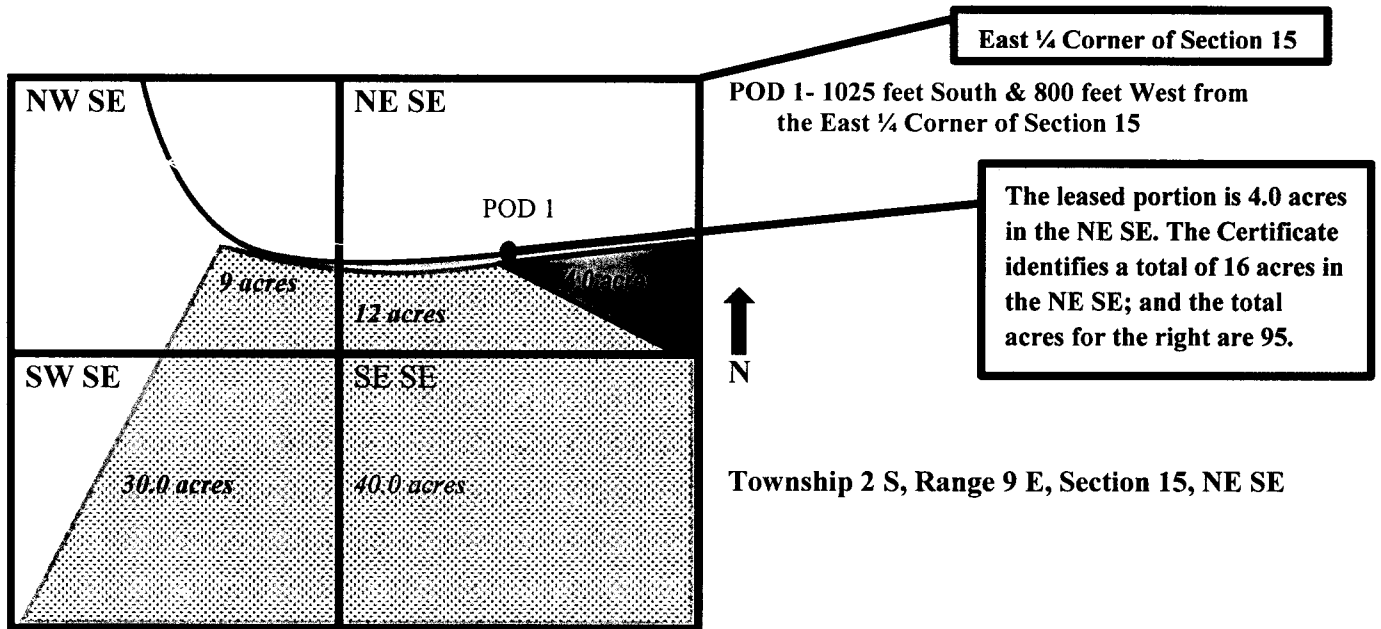 East ¼ Corner of Section 15
NW SE
NE SE
POD 1- 1025 feet South & 800 feet West from
the East ¼ Corner of Section 15
The leased portion is 4.0 acres
in the NE SE. The Certificate
identifies a total of 16 acres in
the NE SE; and the total
acres for the right are 95.
POD 1
9 acres
12 acres
SW SE
SE SE
N
30.0 acres
40.0 acres
Township 2 S, Range 9 E, Section 15, NE SE